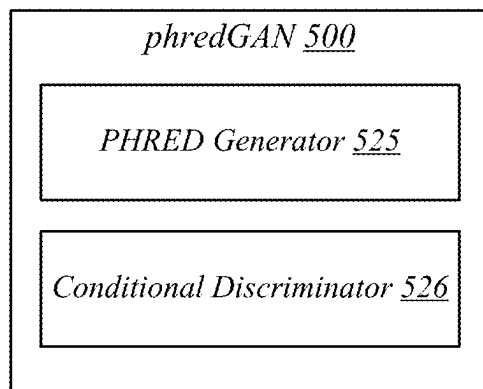 phredGAN 500
PHRED Generator 525
Conditional Discriminator 526